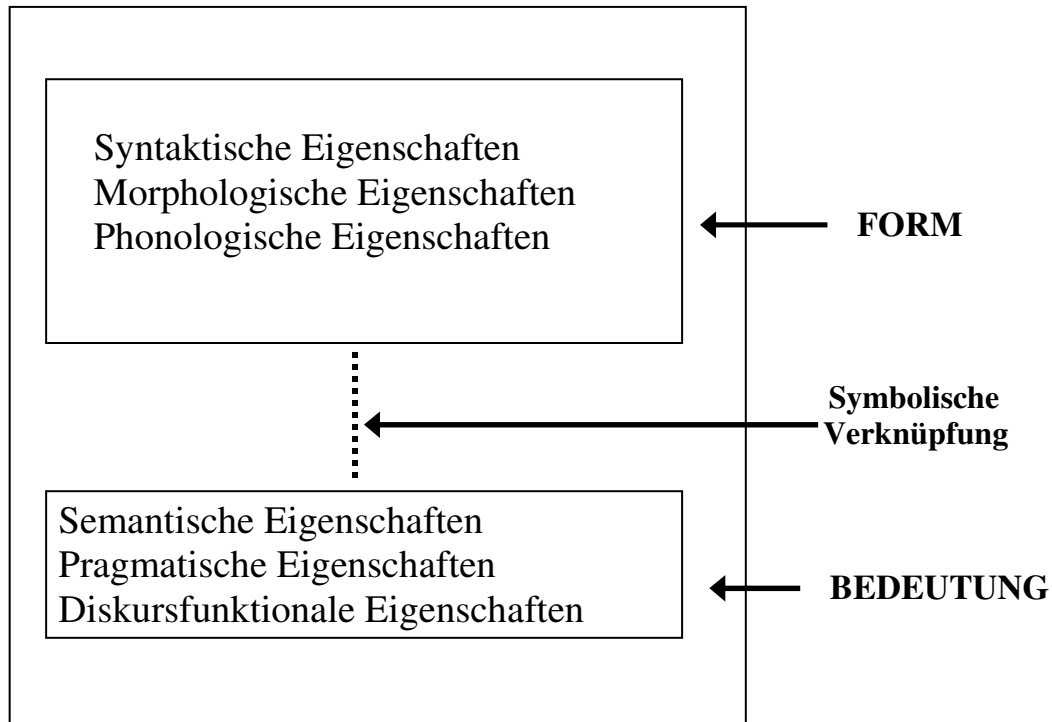 Syntaktische Eigenschaften
Morphologische Eigenschaften
Phonologische Eigenschaften
FORM
Symbolische
Verknüpfung
Semantische Eigenschaften
Pragmatische Eigenschaften
Diskursfunktionale Eigenschaften
BEDEUTUNG